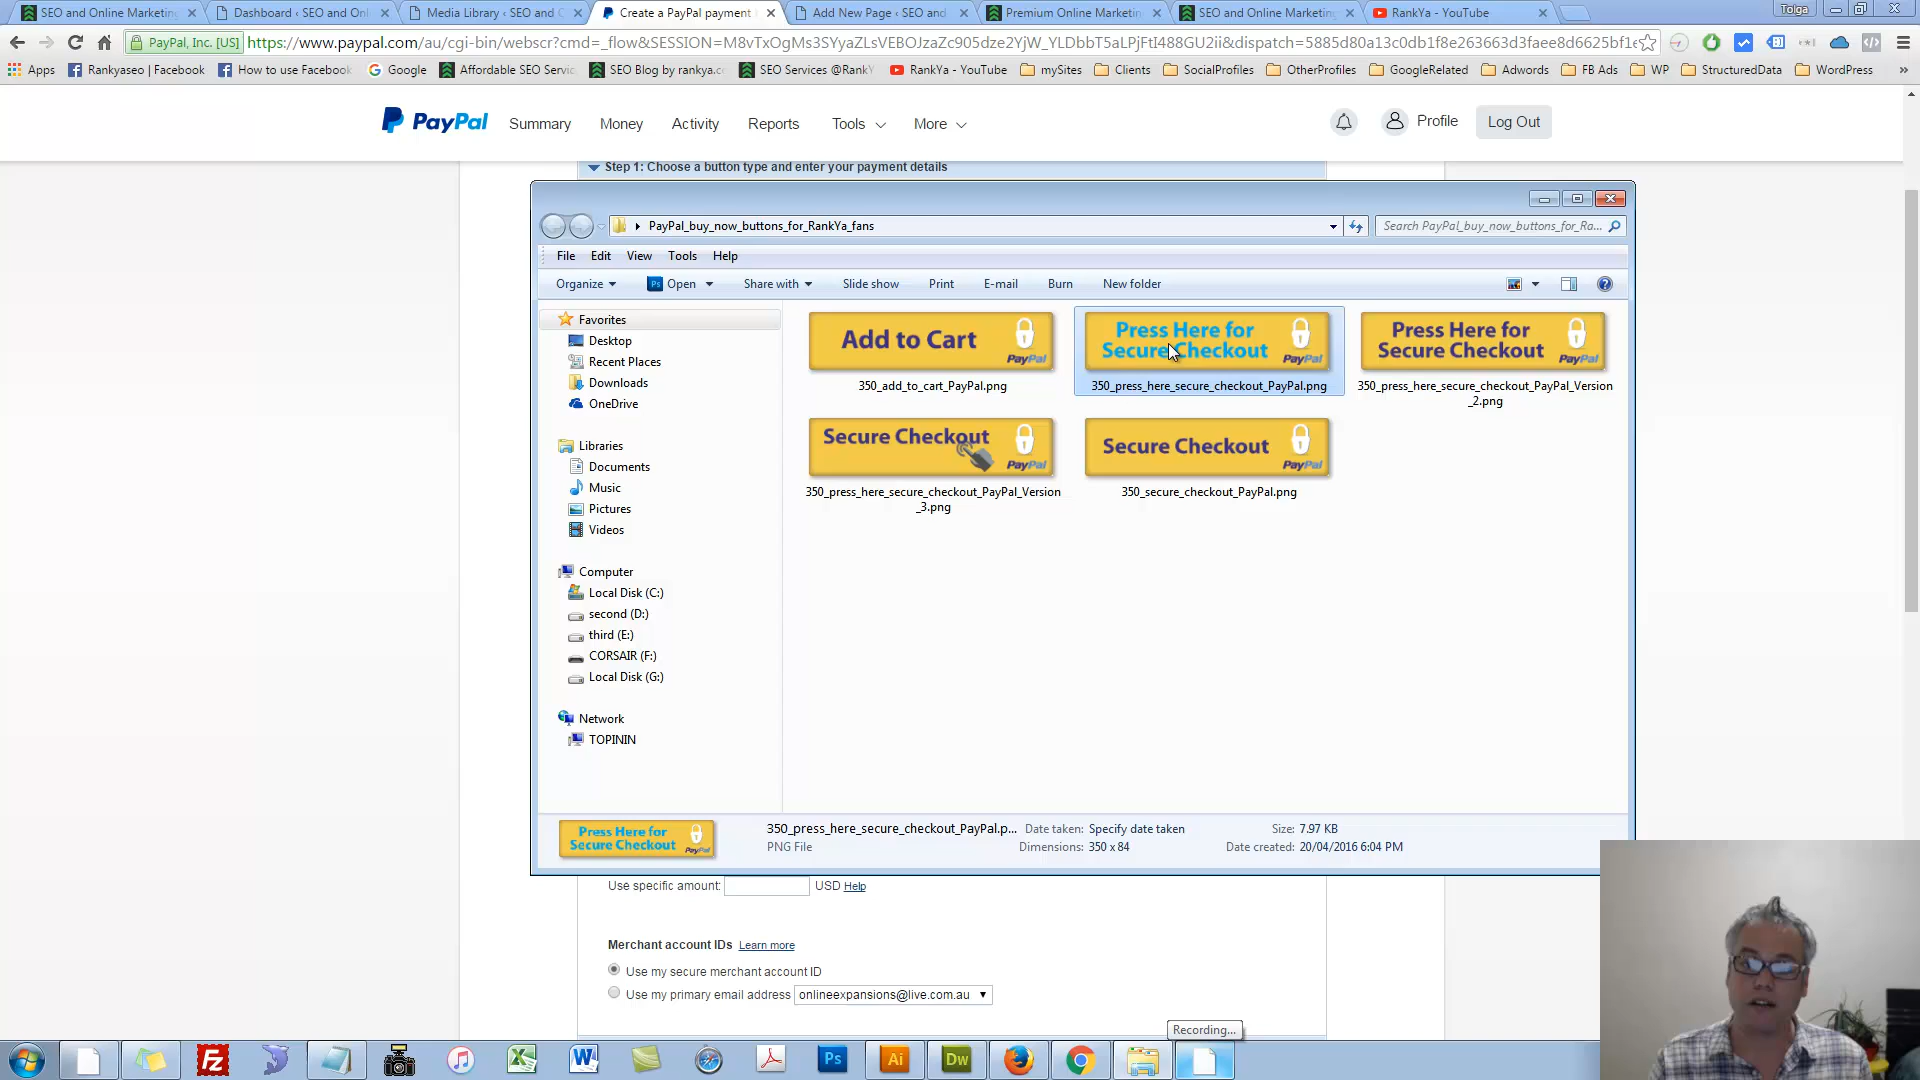 SEO and Online Marketing
Dashboard ‹ SEO and Onl
Media Library ‹ SEO and O
Create a PayPal payment
Add New Page ‹ SEO and
Premium Online Marketin
SEO and Online Marketing
RankYa - YouTube
Tolga
PayPal, Inc. [US]
https://www.paypal.com/au/cgi-bin/webscr?cmd=_flow&SESSION=M8vTxOgMs3SYyaZLsVEBOJzaZc905dze2YjW_YLDbbT5aLPjFtI488GU2ii&dispatch=5885d80a13c0db1f8e263663d3faee8d6625bf1e
Apps
Rankyaseo | Facebook
How to use Facebook
Google
Affordable SEO Servic
SEO Blog by rankya.c
SEO Services @RankY
RankYa - YouTube
mySites
Clients
SocialProfiles
OtherProfiles
GoogleRelated
Adwords
FB Ads
WP
StructuredData
WordPress
»
PayPal
Summary
Money
Activity
Reports
Tools
More
Profile
Log Out
Step 1: Choose a button type and enter your payment details
PayPal_buy_now_buttons_for_RankYa_fans
Search PayPal_buy_now_buttons_for_Ra...
File Edit View Tools Help
Organize
Ps Open
Share with
Slide show
Print
E-mail
Burn
New folder
Favorites
Desktop
Recent Places
Downloads
OneDrive
Libraries
Documents
Music
Pictures
Videos
Computer
Local Disk (C:)
second (D:)
third (E:)
CORSAIR (F:)
Local Disk (G:)
Network
TOPININ
Add to Cart
PayPal
350_add_to_cart_PayPal.png
Press Here for
Secure Checkout
PayPal
350_press_here_secure_checkout_PayPal.png
Press Here for
Secure Checkout
PayPal
350_press_here_secure_checkout_PayPal_Version
_2.png
Secure Checkout
PayPal
350_press_here_secure_checkout_PayPal_Version
_3.png
Secure Checkout
PayPal
350_secure_checkout_PayPal.png
Press Here for
Secure Checkout
PayPal
350_press_here_secure_checkout_PayPal.p...
PNG File
Date taken: Specify date taken
Dimensions: 350 x 84
Size: 7.97 KB
Date created: 20/04/2016 6:04 PM
Use specific amount:
USD Help
Merchant account IDs Learn more
Use my secure merchant account ID
Use my primary email address
onlineexpansions@live.com.au
Recording...
Fz
W
Ps
Ai
Dw